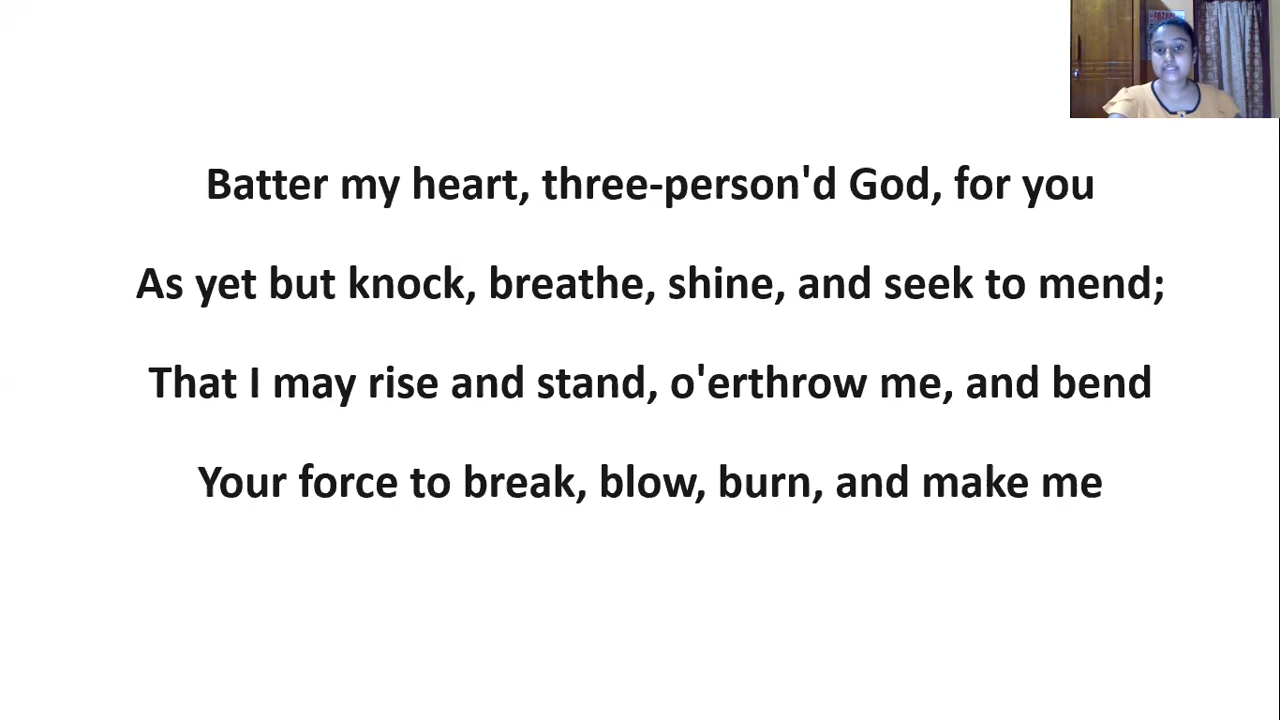 Batter my heart, three-person'd God, for you
As yet but knock, breathe, shine, and seek to mend;
That I may rise and stand, o'erthrow me, and bend
Your force to break, blow, burn, and make me